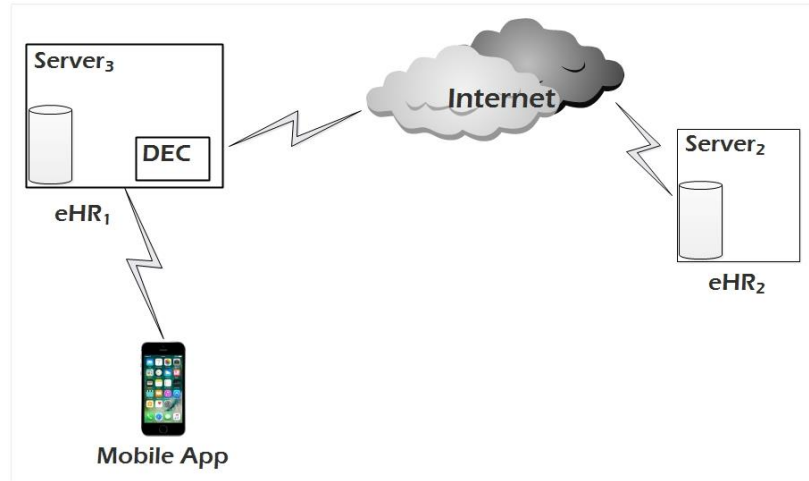 Server₃
Internet
DEC
Server₂
eHR₁
eHR₂
Mobile App